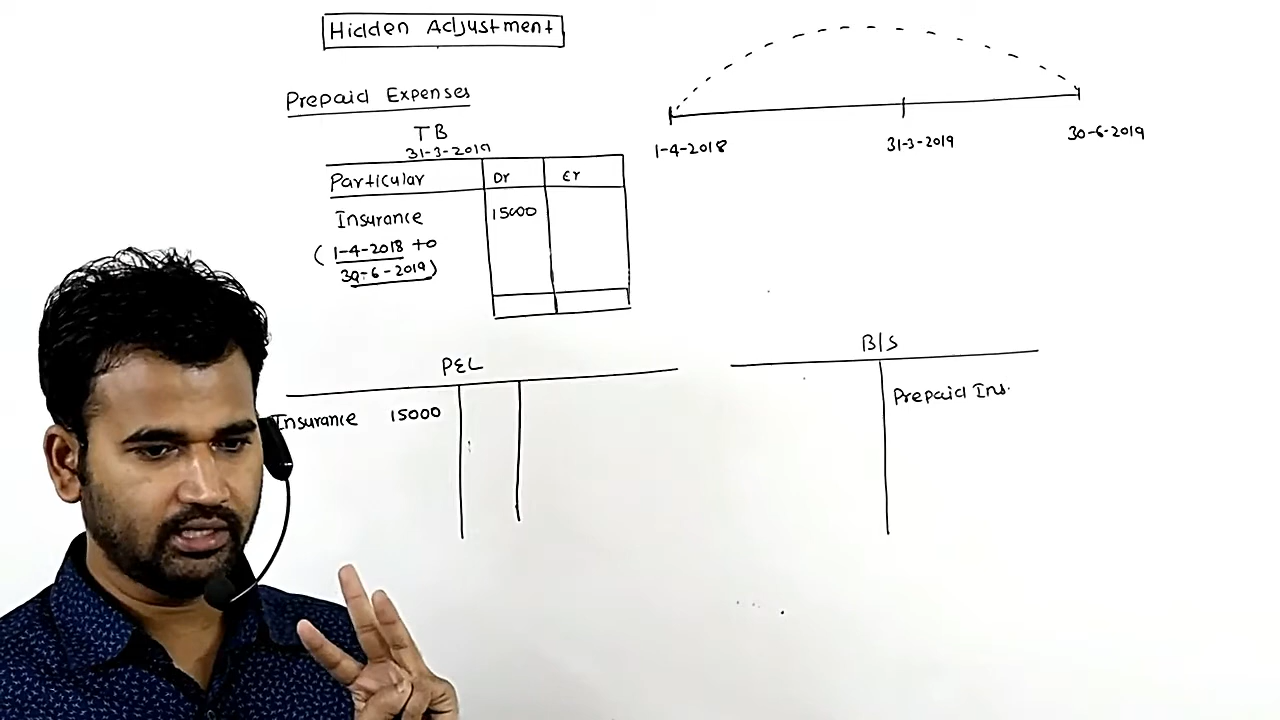 Hidden Adjustment
Prepaid Expenses
TB
31-3-2019
Particular Dr Cr
Insurance 15000
(1-4-2018 to
30-6-2019)
1-4-2018 31-3-2019 30-6-2019
P&L
Insurance 15000
B/S
Prepaid Ins.